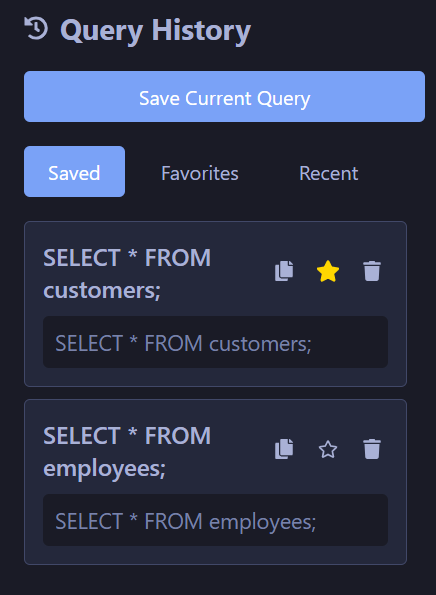 Query History
Save Current Query
Saved Favorites Recent
SELECT * FROM
customers;
SELECT * FROM customers;
SELECT * FROM
employees;
SELECT * FROM employees;